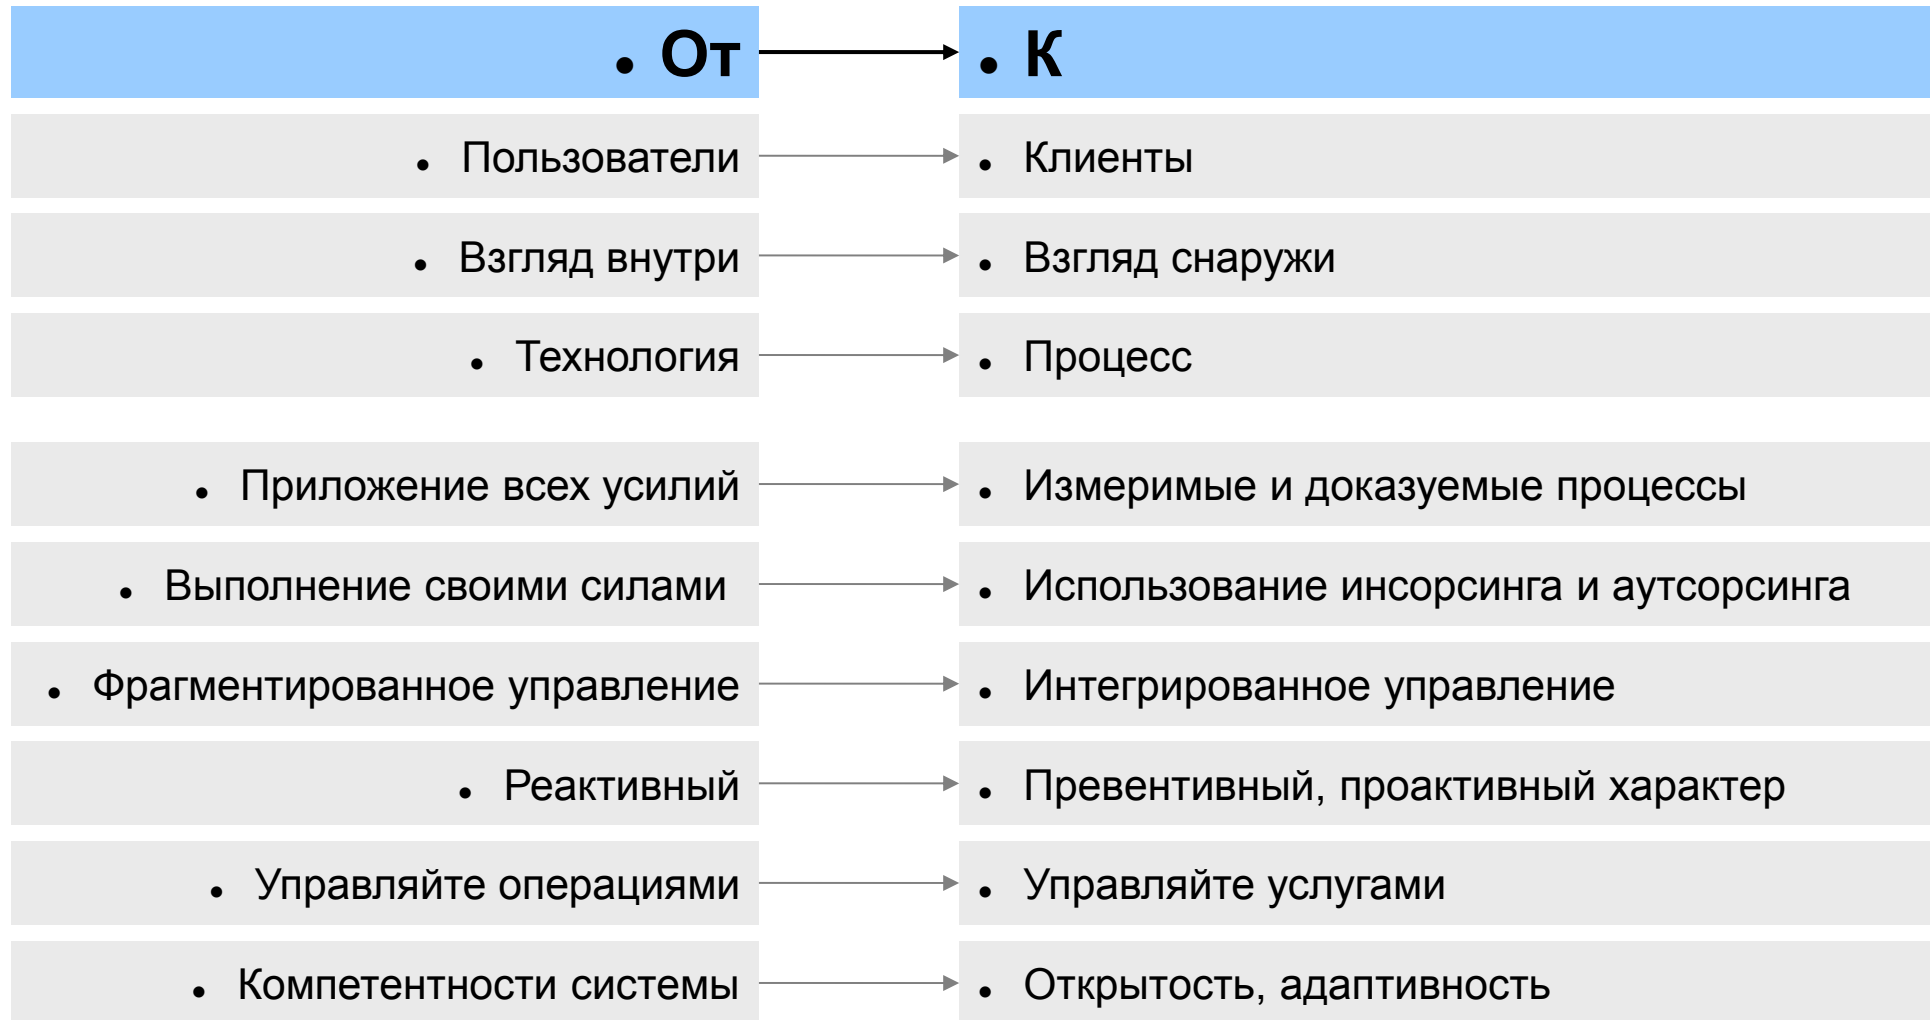 • От
• К
• Пользователи
• Клиенты
• Взгляд внутри
• Взгляд снаружи
• Технология
• Процесс
• Приложение всех усилий
• Измеримые и доказуемые процессы
• Выполнение своими силами
• Использование инсорсинга и аутсорсинга
• Фрагментированное управление
• Интегрированное управление
• Реактивный
• Превентивный, проактивный характер
• Управляйте операциями
• Управляйте услугами
• Компетентности системы
• Открытость, адаптивность